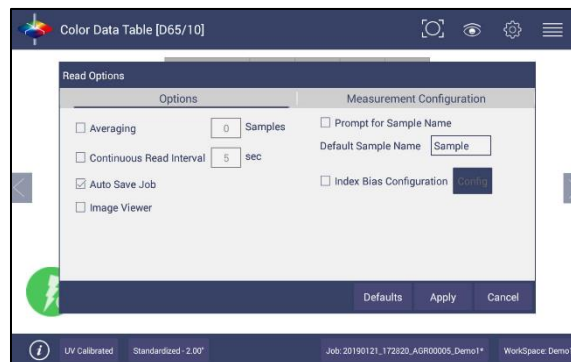 Color Data Table [D65/10]
Read Options
Options
Measurement Configuration
Averaging 0 Samples
Prompt for Sample Name
Default Sample Name Sample
Continuous Read Interval 5 sec
Auto Save Job
Index Bias Configuration Config
Image Viewer
Defaults Apply Cancel
i UV Calibrated Standardized - 2.00" Job: 20190121_172820_AGR00005_Demo1* WorkSpace: Demo1